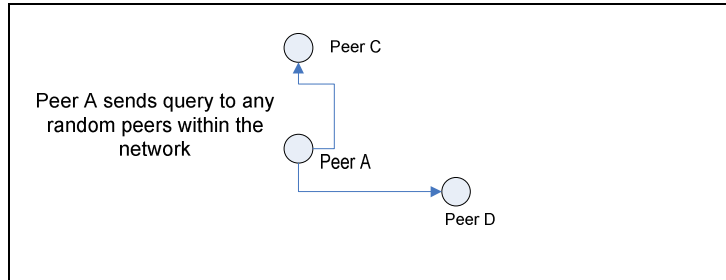 Peer C
Peer A sends query to any
random peers within the
network
Peer A
Peer D